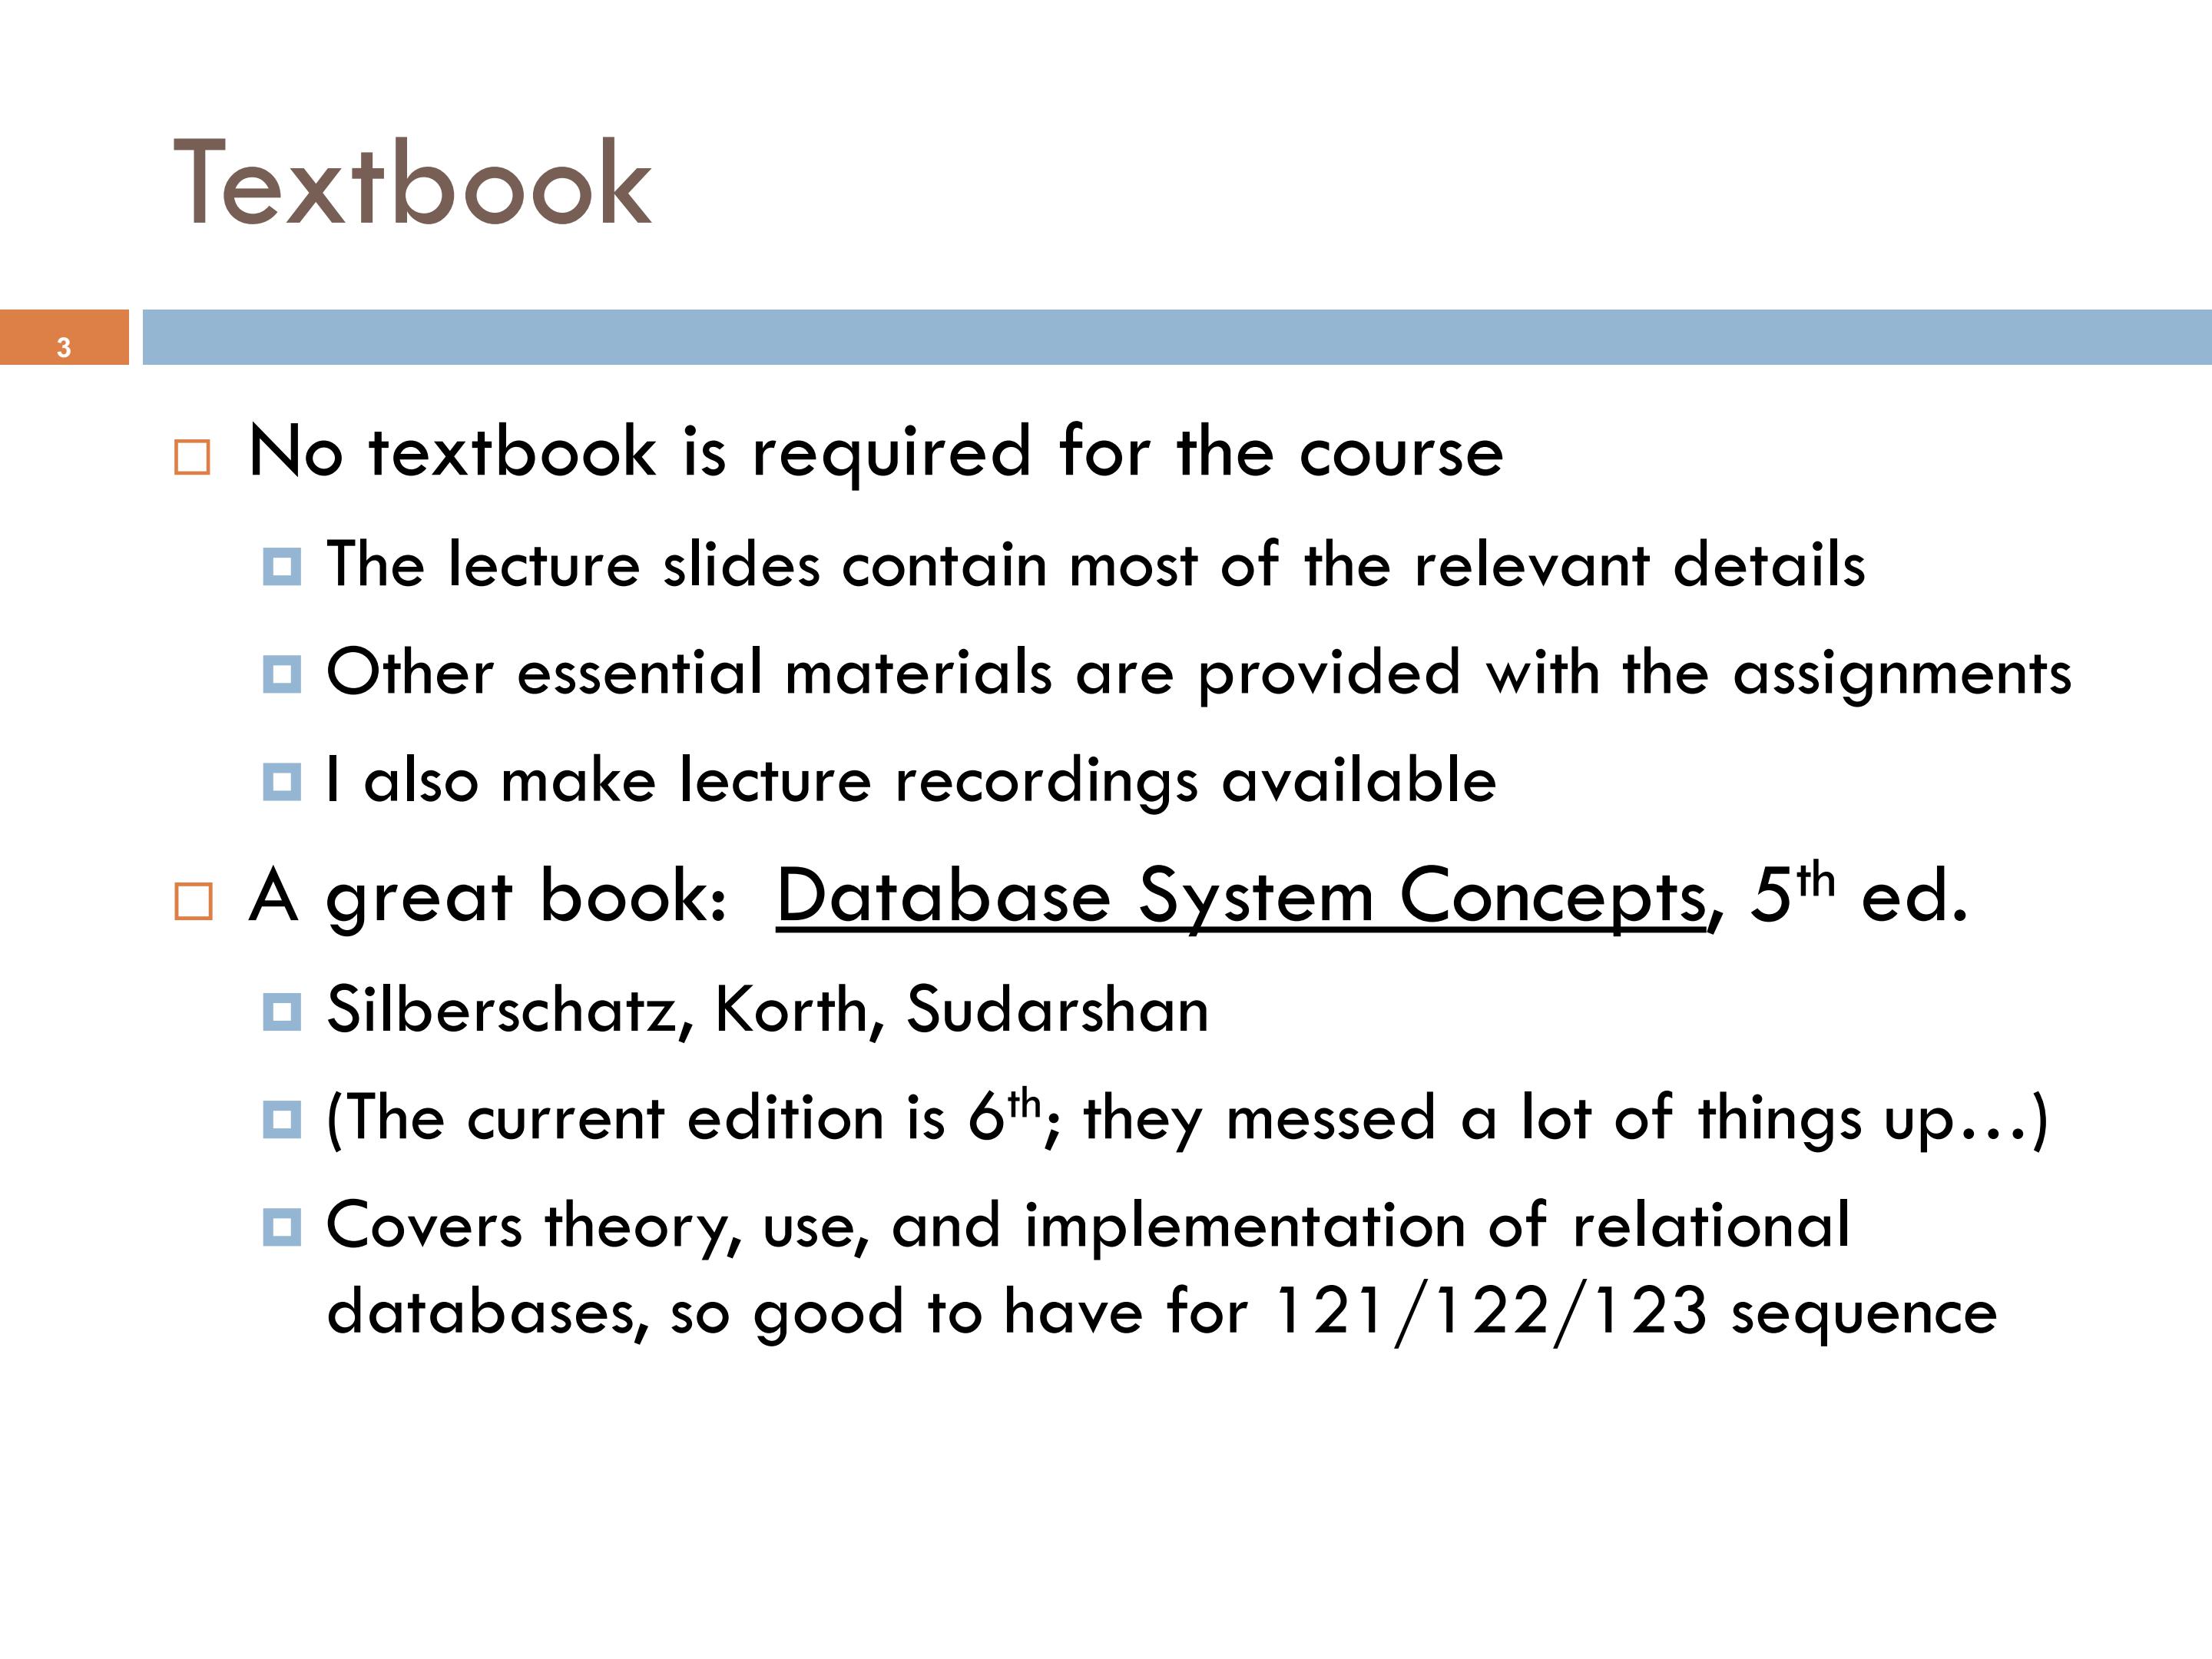 Textbook
3
No textbook is required for the course
The lecture slides contain most of the relevant details
Other essential materials are provided with the assignments
I also make lecture recordings available
A great book:  Database System Concepts, 5th ed.
Silberschatz, Korth, Sudarshan
(The current edition is 6th; they messed a lot of things up…)
Covers theory, use, and implementation of relational
databases, so good to have for 121/122/123 sequence